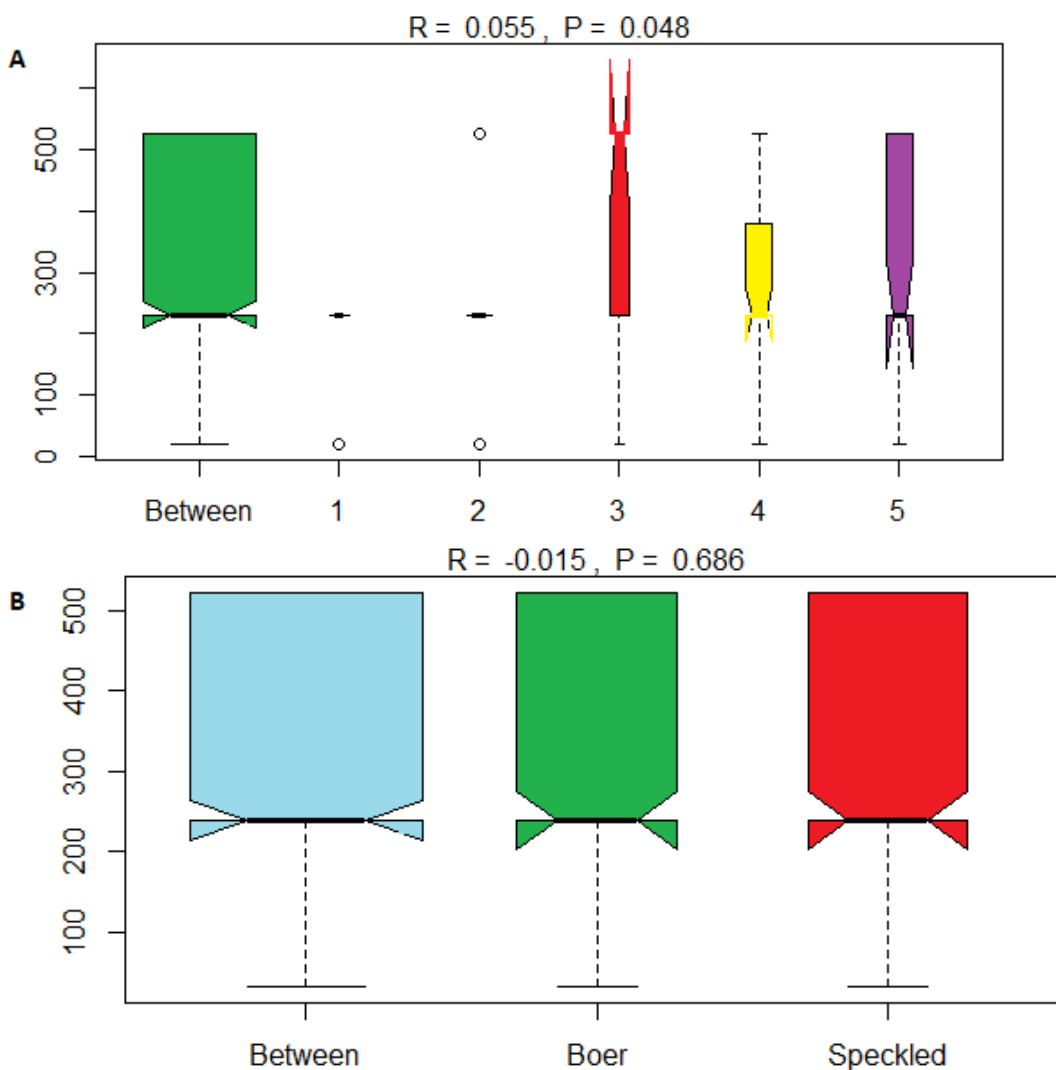 R = 0.055 , P = 0.048
A
500
300
100
0
Between 1 2 3 4 5
R = -0.015 , P = 0.686
B
500
400
300
200
100
Between Boer Speckled